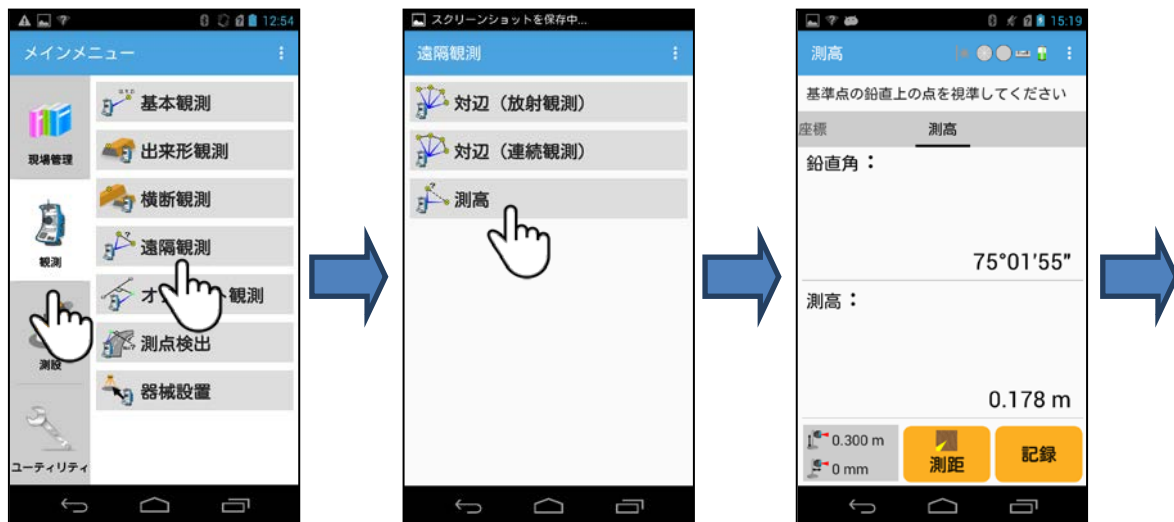 12:54
メインメニュー
現場管理
観測
測設
ユーティリティ
基本観測
出来形観測
横断観測
遠隔観測
観測
測点検出
器械設置
スクリーンショットを保存中...
遠隔観測
対辺（放射観測）
対辺（連続観測）
測高
15:19
測高
基準点の鉛直上の点を視準してください
座標 測高
鉛直角：
75°01'55"
測高：
0.178 m
0.300 m
0 mm
測距
記録